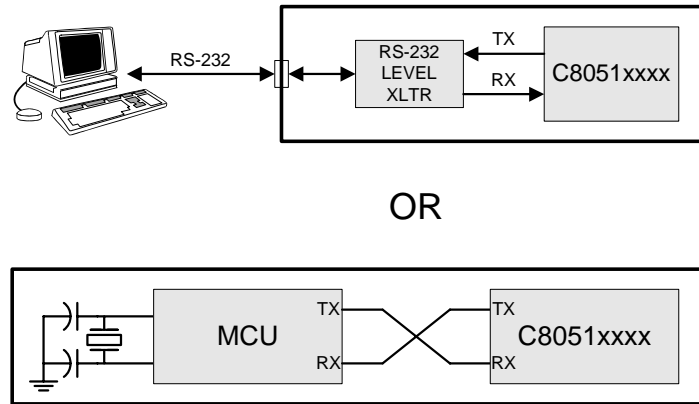 RS-232
RS-232
LEVEL
XLTR
TX
RX
C8051xxxx
OR
MCU
TX
RX
TX
RX
C8051xxxx